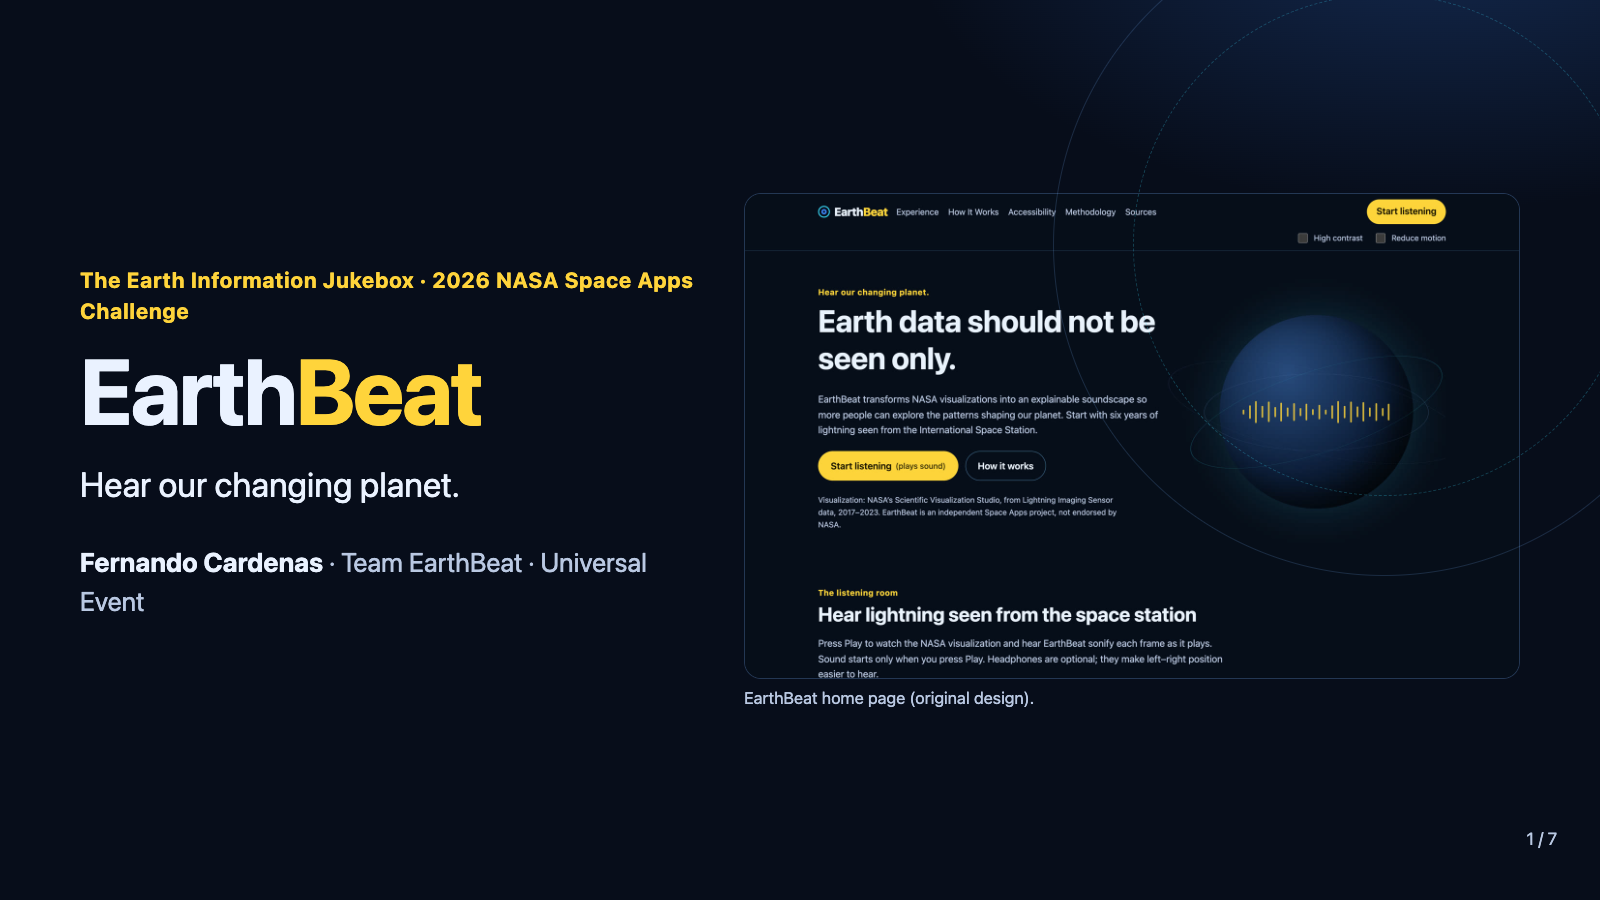 The Earth Information Jukebox · 2026 NASA Space Apps
Challenge
EarthBeat
Hear our changing planet.
Fernando Cardenas · Team EarthBeat · Universal
Event
EarthBeat Experience How It Works Accessibility Methodology Sources Start listening
High contrast Reduce motion
Hear our changing planet.
Earth data should not be
seen only.
EarthBeat transforms NASA visualizations into an explainable soundscape so
more people can explore the patterns shaping our planet. Start with six years of
lightning seen from the International Space Station.
Start listening (plays sound) How it works
Visualization: NASA's Scientific Visualization Studio, from Lightning Imaging Sensor
data, 2017–2023. EarthBeat is an independent Space Apps project, not endorsed by
NASA.
The listening room
Hear lightning seen from the space station
Press Play to watch the NASA visualization and hear EarthBeat sonify each frame as it plays.
Sound starts only when you press Play. Headphones are optional; they make left–right position
easier to hear.
EarthBeat home page (original design).
1 / 7